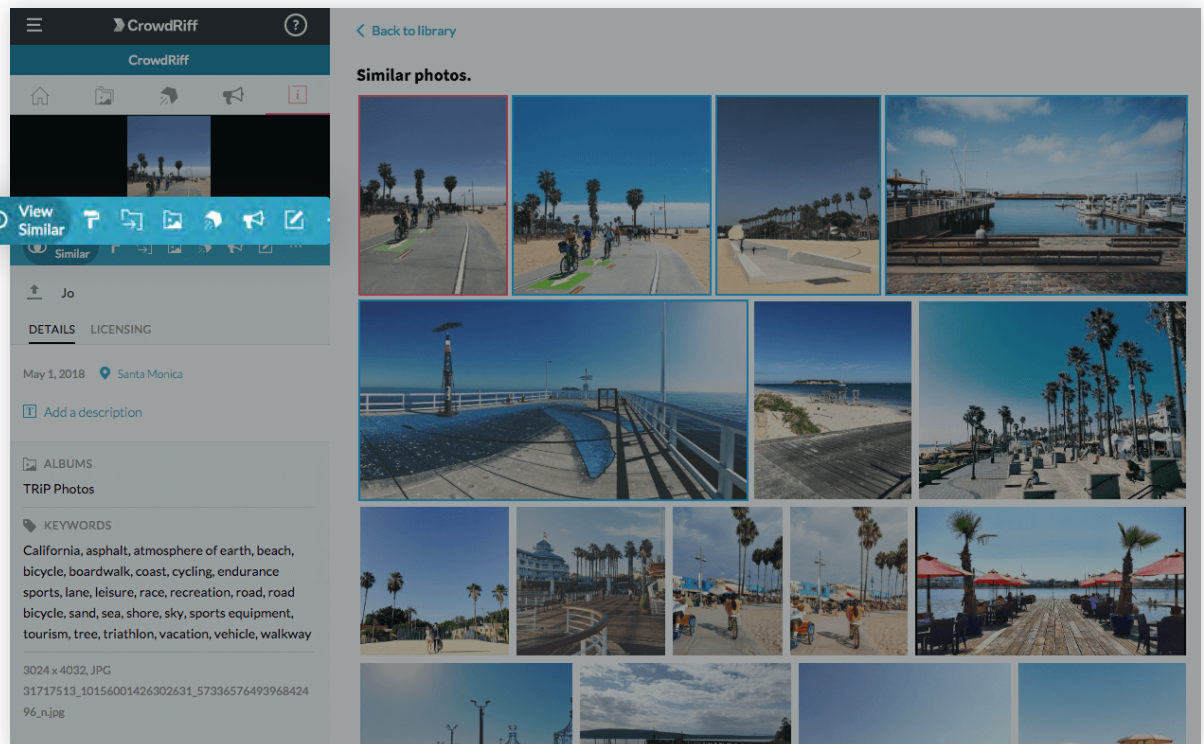 CrowdRiff
?
CrowdRiff
View
Similar
Similar
Jo
DETAILS LICENSING
May 1, 2018 Santa Monica
Add a description
ALBUMS
TRiP Photos
KEYWORDS
California, asphalt, atmosphere of earth, beach,
bicycle, boardwalk, coast, cycling, endurance
sports, lane, leisure, race, recreation, road, road
bicycle, sand, sea, shore, sky, sports equipment,
tourism, tree, triathlon, vacation, vehicle, walkway
3024 x 4032, JPG
31717513_10156001426302631_57336576493968424
96_n.jpg
Back to library
Similar photos.